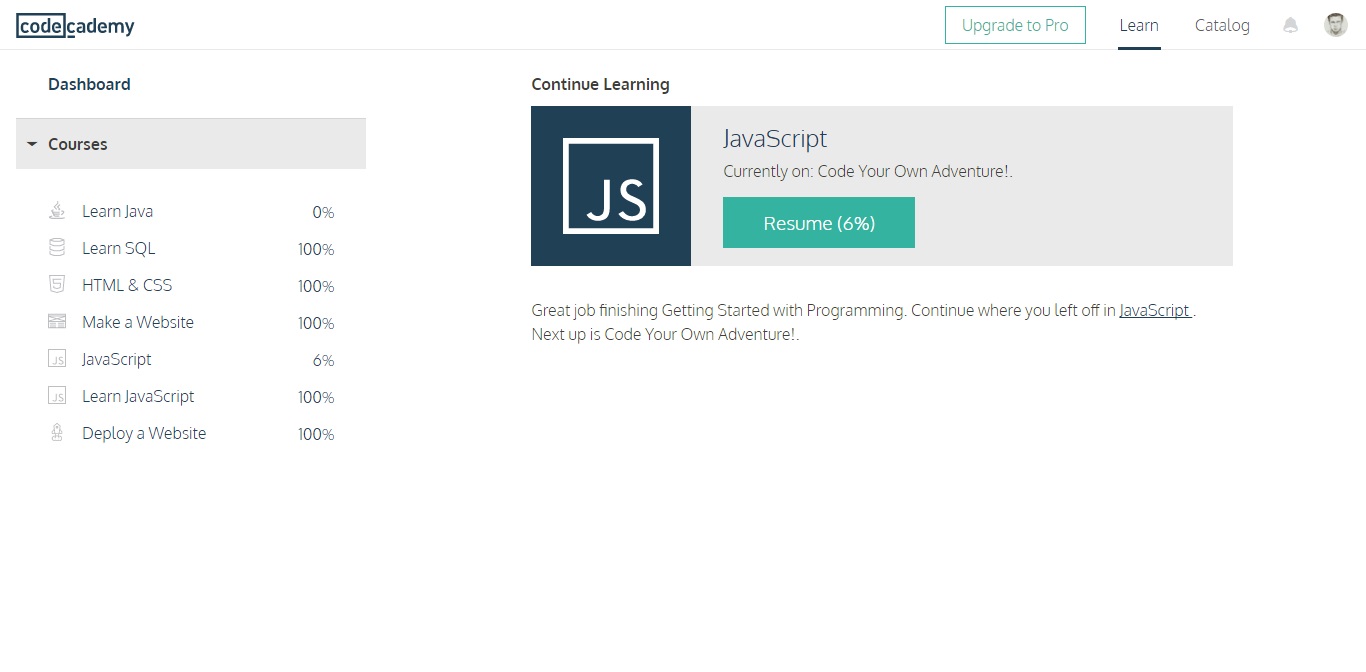 codecademy
Upgrade to Pro
Learn
Catalog
Dashboard
Courses
Learn Java 0%
Learn SQL 100%
HTML & CSS 100%
Make a Website 100%
JavaScript 6%
Learn JavaScript 100%
Deploy a Website 100%
Continue Learning
JS
JavaScript
Currently on: Code Your Own Adventure!.
Resume (6%)
Great job finishing Getting Started with Programming. Continue where you left off in JavaScript .
Next up is Code Your Own Adventure!.